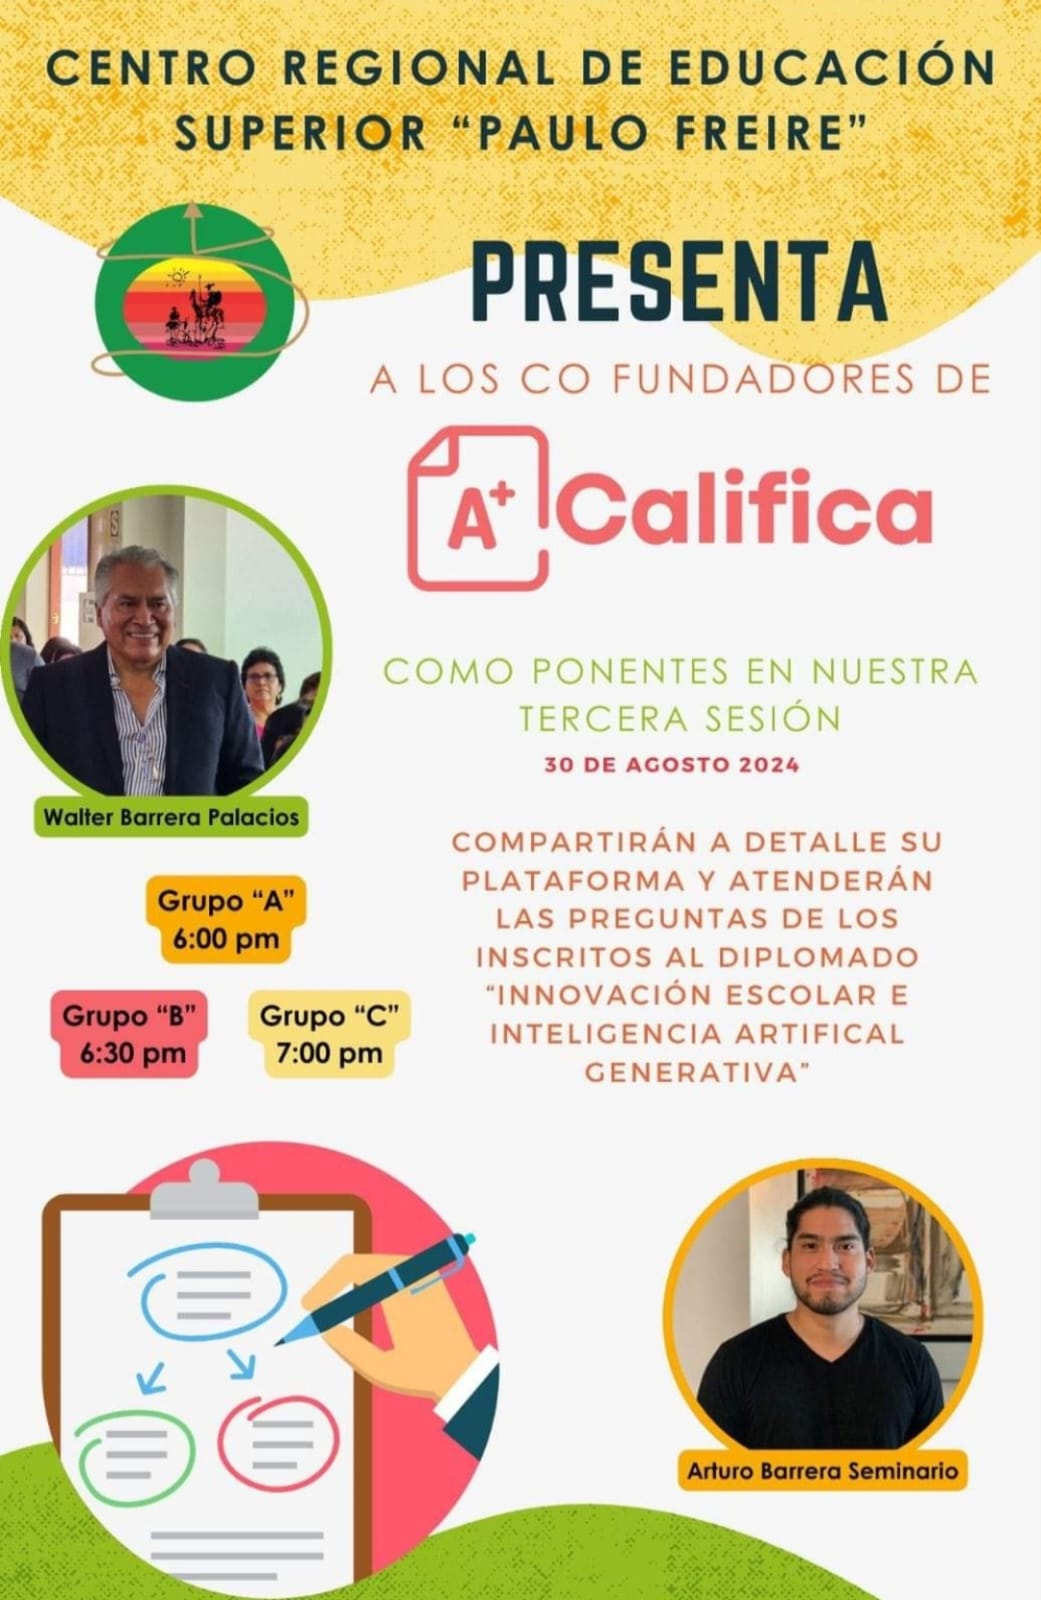 CENTRO REGIONAL DE EDUCACIÓN
SUPERIOR “PAULO FREIRE”
PRESENTA
A LOS CO FUNDADORES DE
A+ Califica
COMO PONENTES EN NUESTRA
TERCERA SESIÓN
30 DE AGOSTO 2024
Walter Barrera Palacios
COMPARTIRÁN A DETALLE SU
PLATAFORMA Y ATENDERÁN
LAS PREGUNTAS DE LOS
INSCRITOS AL DIPLOMADO
“INNOVACIÓN ESCOLAR E
INTELIGENCIA ARTIFICAL
GENERATIVA”
Grupo “A”
6:00 pm
Grupo “B”
6:30 pm
Grupo “C”
7:00 pm
Arturo Barrera Seminario